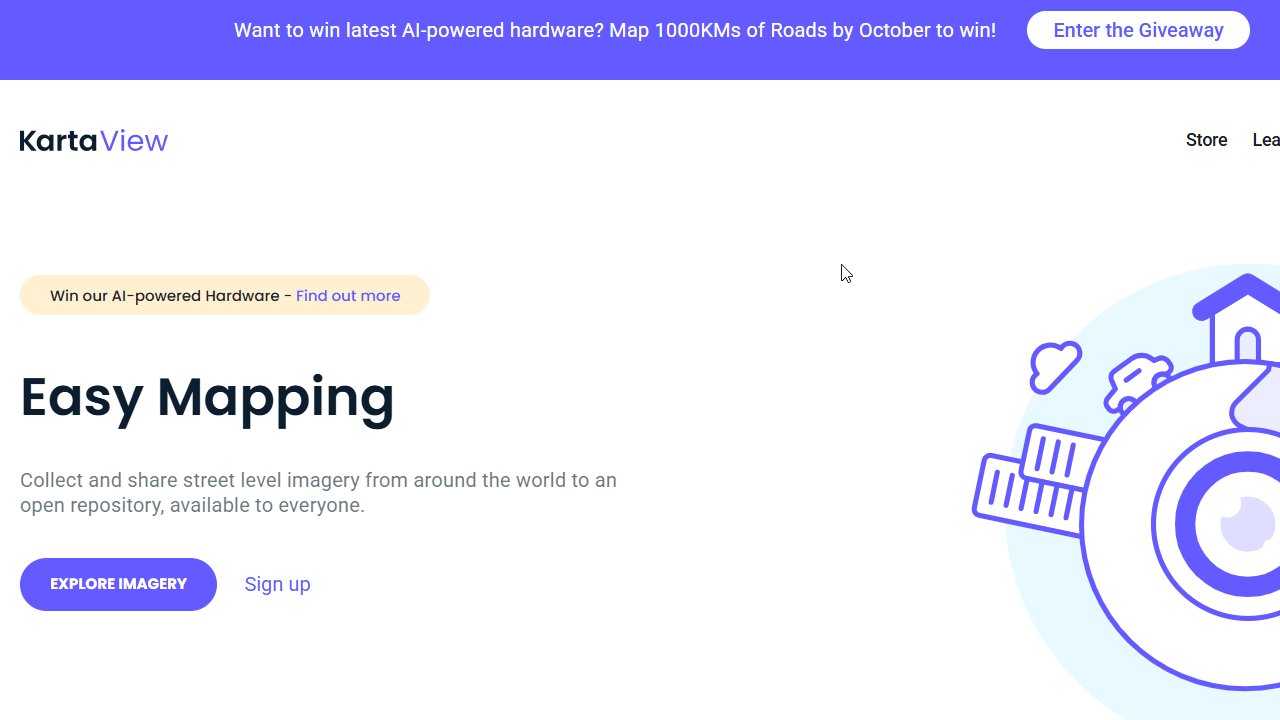 Want to win latest AI-powered hardware? Map 1000KMs of Roads by October to win!
Enter the Giveaway
KartaView
Store
Lea
Win our AI-powered Hardware - Find out more
Easy Mapping
Collect and share street level imagery from around the world to an
open repository, available to everyone.
EXPLORE IMAGERY
Sign up